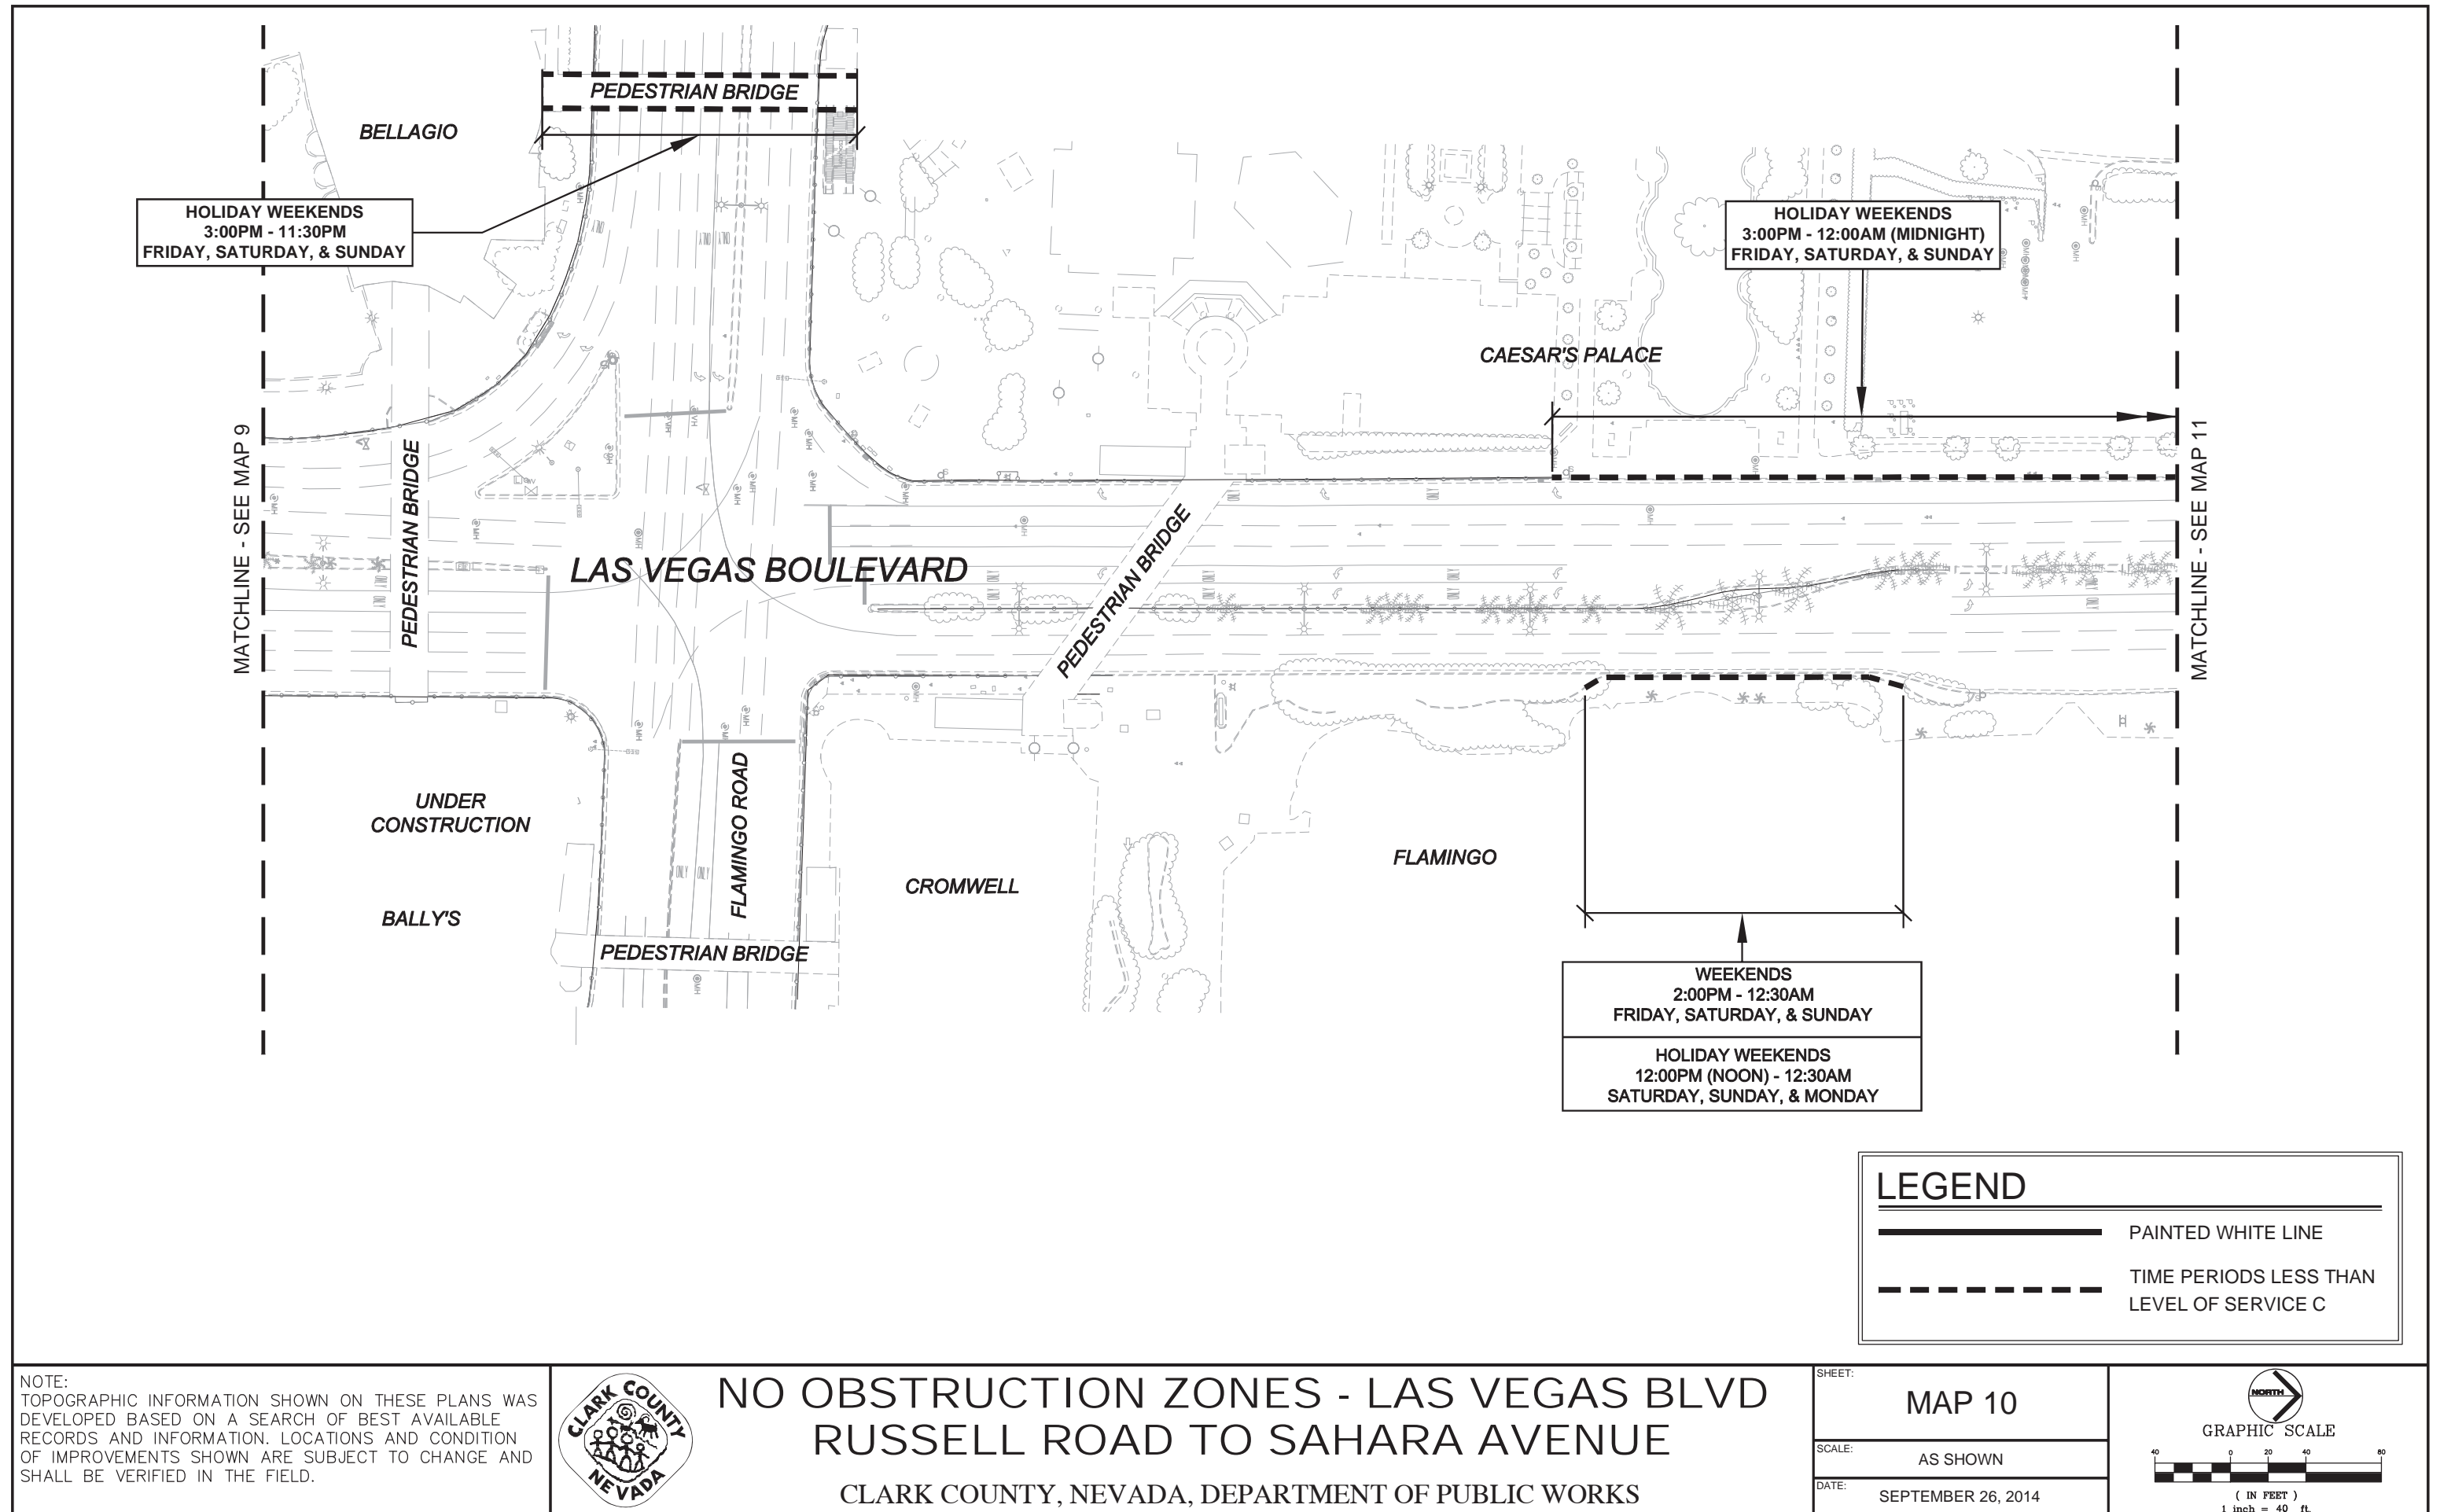 PEDESTRIAN BRIDGE
BELLAGIO
HOLIDAY WEEKENDS
3:00PM - 11:30PM
FRIDAY, SATURDAY, & SUNDAY
HOLIDAY WEEKENDS
3:00PM - 12:00AM (MIDNIGHT)
FRIDAY, SATURDAY, & SUNDAY
CAESAR'S PALACE
MATCHLINE - SEE MAP 9
PEDESTRIAN BRIDGE
LAS VEGAS BOULEVARD
PEDESTRIAN BRIDGE
MATCHLINE - SEE MAP 11
UNDER
CONSTRUCTION
BALLY'S
FLAMINGO ROAD
CROMWELL
FLAMINGO
PEDESTRIAN BRIDGE
WEEKENDS
2:00PM - 12:30AM
FRIDAY, SATURDAY, & SUNDAY
HOLIDAY WEEKENDS
12:00PM (NOON) - 12:30AM
SATURDAY, SUNDAY, & MONDAY
LEGEND
PAINTED WHITE LINE
TIME PERIODS LESS THAN
LEVEL OF SERVICE C
NOTE:
TOPOGRAPHIC INFORMATION SHOWN ON THESE PLANS WAS
DEVELOPED BASED ON A SEARCH OF BEST AVAILABLE
RECORDS AND INFORMATION. LOCATIONS AND CONDITION
OF IMPROVEMENTS SHOWN ARE SUBJECT TO CHANGE AND
SHALL BE VERIFIED IN THE FIELD.
CLARK COUNTY
NEVADA
NO OBSTRUCTION ZONES - LAS VEGAS BLVD
RUSSELL ROAD TO SAHARA AVENUE
CLARK COUNTY, NEVADA, DEPARTMENT OF PUBLIC WORKS
SHEET:
MAP 10
SCALE:
AS SHOWN
DATE:
SEPTEMBER 26, 2014
NORTH
GRAPHIC SCALE
40 0 20 40 80
( IN FEET )
1 inch = 40 ft.